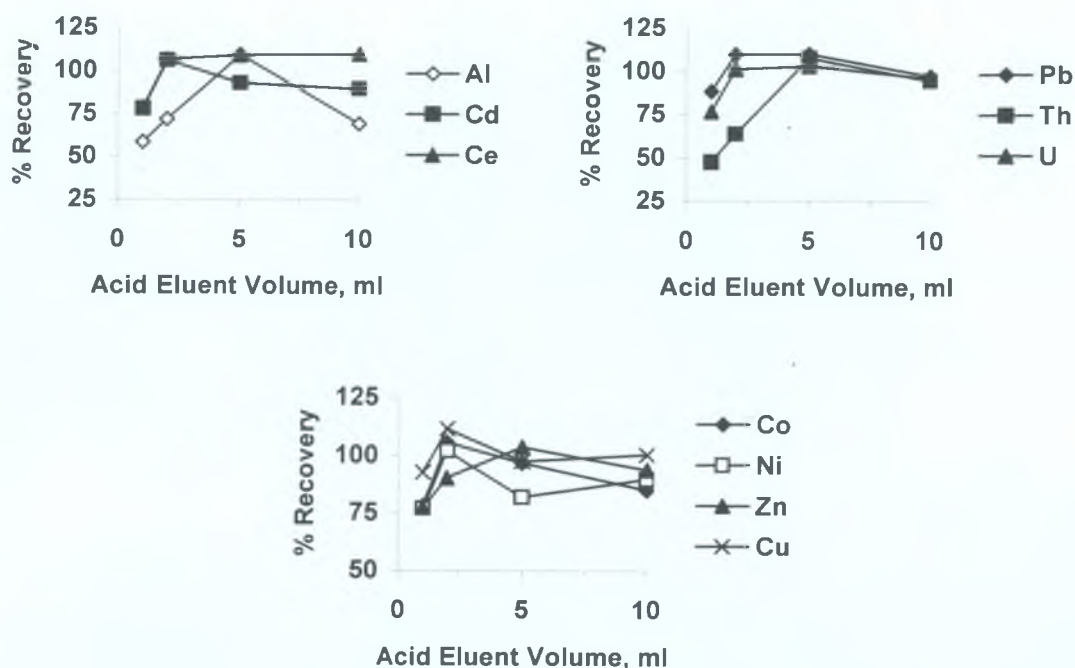 % Recovery
125
100
75
50
25
0 5 10
Acid Eluent Volume, ml
Al
Cd
Ce
% Recovery
125
100
75
50
25
0 5 10
Acid Eluent Volume, ml
Pb
Th
U
% Recovery
125
100
75
50
0 5 10
Acid Eluent Volume, ml
Co
Ni
Zn
Cu